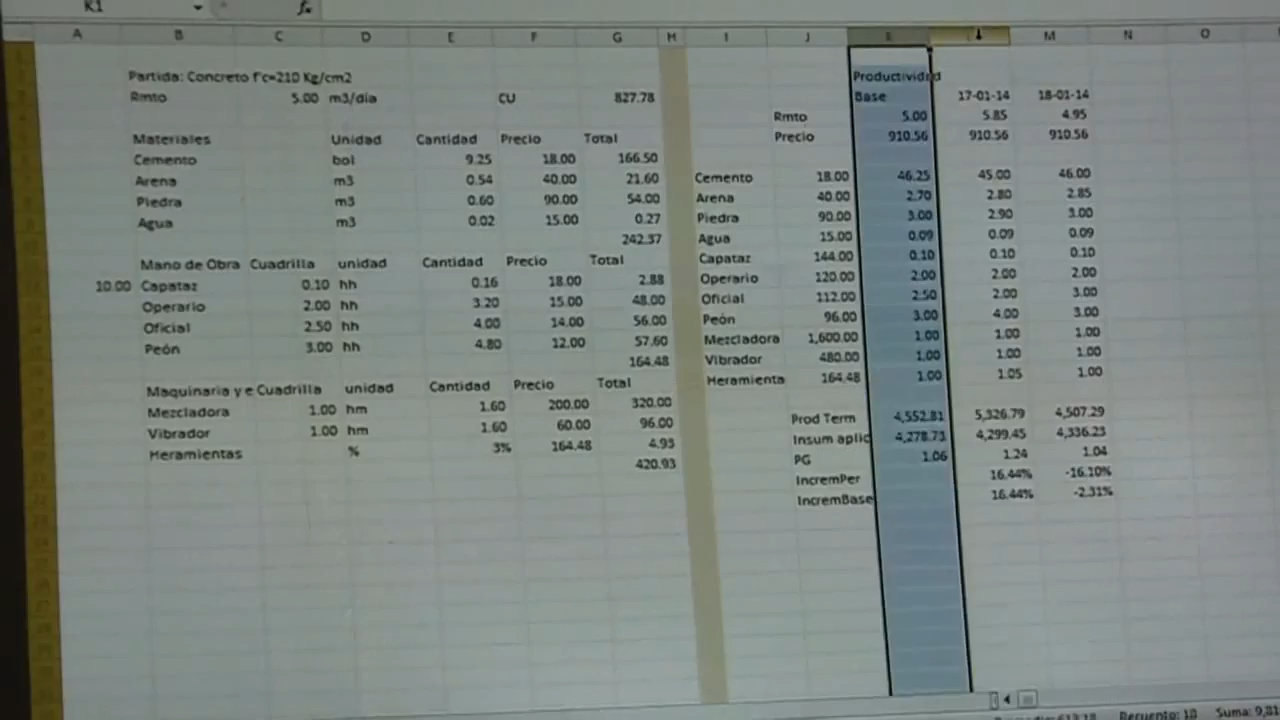 K1
A B C D E F G H I J K M N O
Partida: Concreto f'c=210 Kg/cm2
Rmto 5.00 m3/dia CU 827.78
Materiales Unidad Cantidad Precio Total
Cemento bol 9.25 18.00 166.50
Arena m3 0.54 40.00 21.60
Piedra m3 0.60 90.00 54.00
Agua m3 0.02 15.00 0.27
242.37
Mano de Obra Cuadrilla unidad Cantidad Precio Total
10.00 Capataz 0.10 hh 0.16 18.00 2.88
Operario 2.00 hh 3.20 15.00 48.00
Oficial 2.50 hh 4.00 14.00 56.00
Peón 3.00 hh 4.80 12.00 57.60
164.48
Maquinaria y e Cuadrilla unidad Cantidad Precio Total
Mezcladora 1.00 hm 1.60 200.00 320.00
Vibrador 1.00 hm 1.60 60.00 96.00
Heramientas % 3% 164.48 4.93
420.93
Productividad
Base 17-01-14 18-01-14
Rmto 5.00 5.85 4.95
Precio 910.56 910.56 910.56
Cemento 18.00 46.25 45.00 46.00
Arena 40.00 2.70 2.80 2.85
Piedra 90.00 3.00 2.90 3.00
Agua 15.00 0.09 0.09 0.09
Capataz 144.00 0.10 0.10 0.10
Operario 120.00 2.00 2.00 2.00
Oficial 112.00 2.50 2.00 3.00
Peón 96.00 3.00 4.00 3.00
Mezcladora 1,600.00 1.00 1.00 1.00
Vibrador 480.00 1.00 1.00 1.00
Heramienta 164.48 1.00 1.05 1.00
Prod Term 4,552.81 5,326.79 4,507.29
Insum aplic 4,278.73 4,299.45 4,336.23
PG 1.06 1.24 1.04
IncremPer 16.44% -16.10%
IncremBase 16.44% -2.31%
Recuento: 18 Suma: 9,81